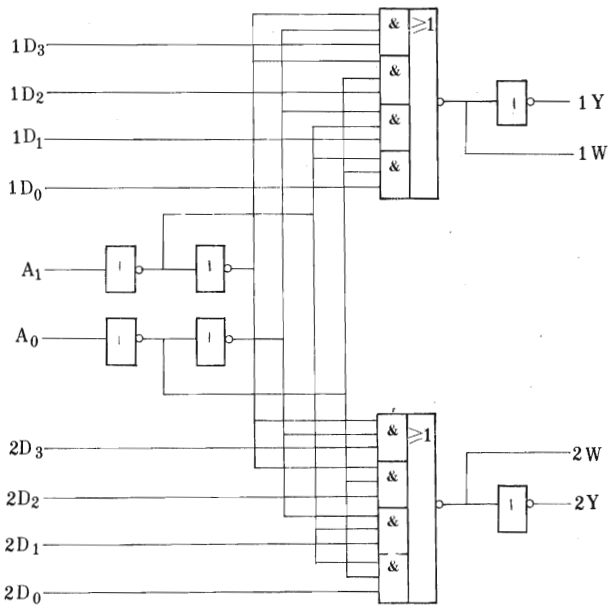 & ≥1
1D₃
&
1D₂
1 1Y
&
1D₁
1W
&
1D₀
A₁ 1 1
A₀ 1 1
& ≥1
2D₃
2W
&
2D₂
1 2Y
&
2D₁
&
2D₀